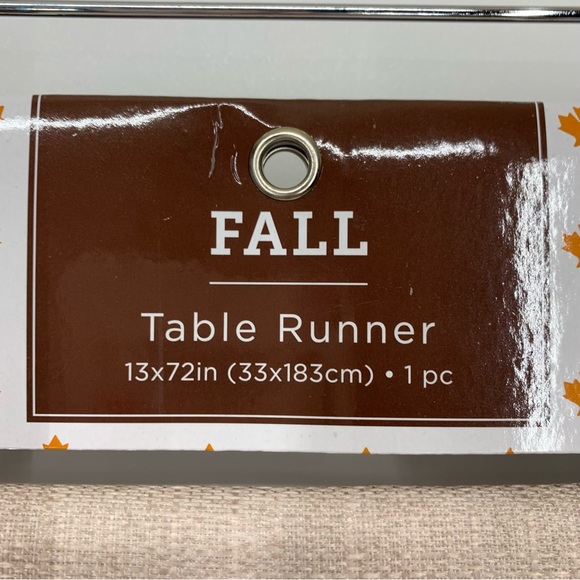 FALL
Table Runner
13x72in (33x183cm) • 1 pc